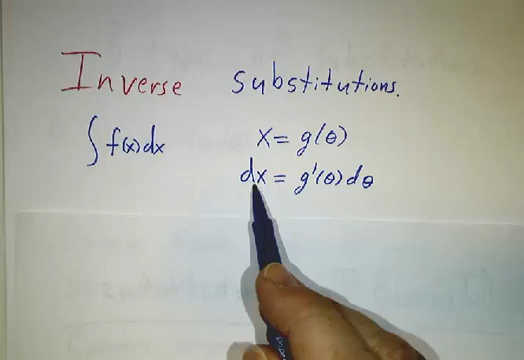 Inverse substitutions.
∫ f(x)dx x = g(θ)
dx = g'(θ)dθ